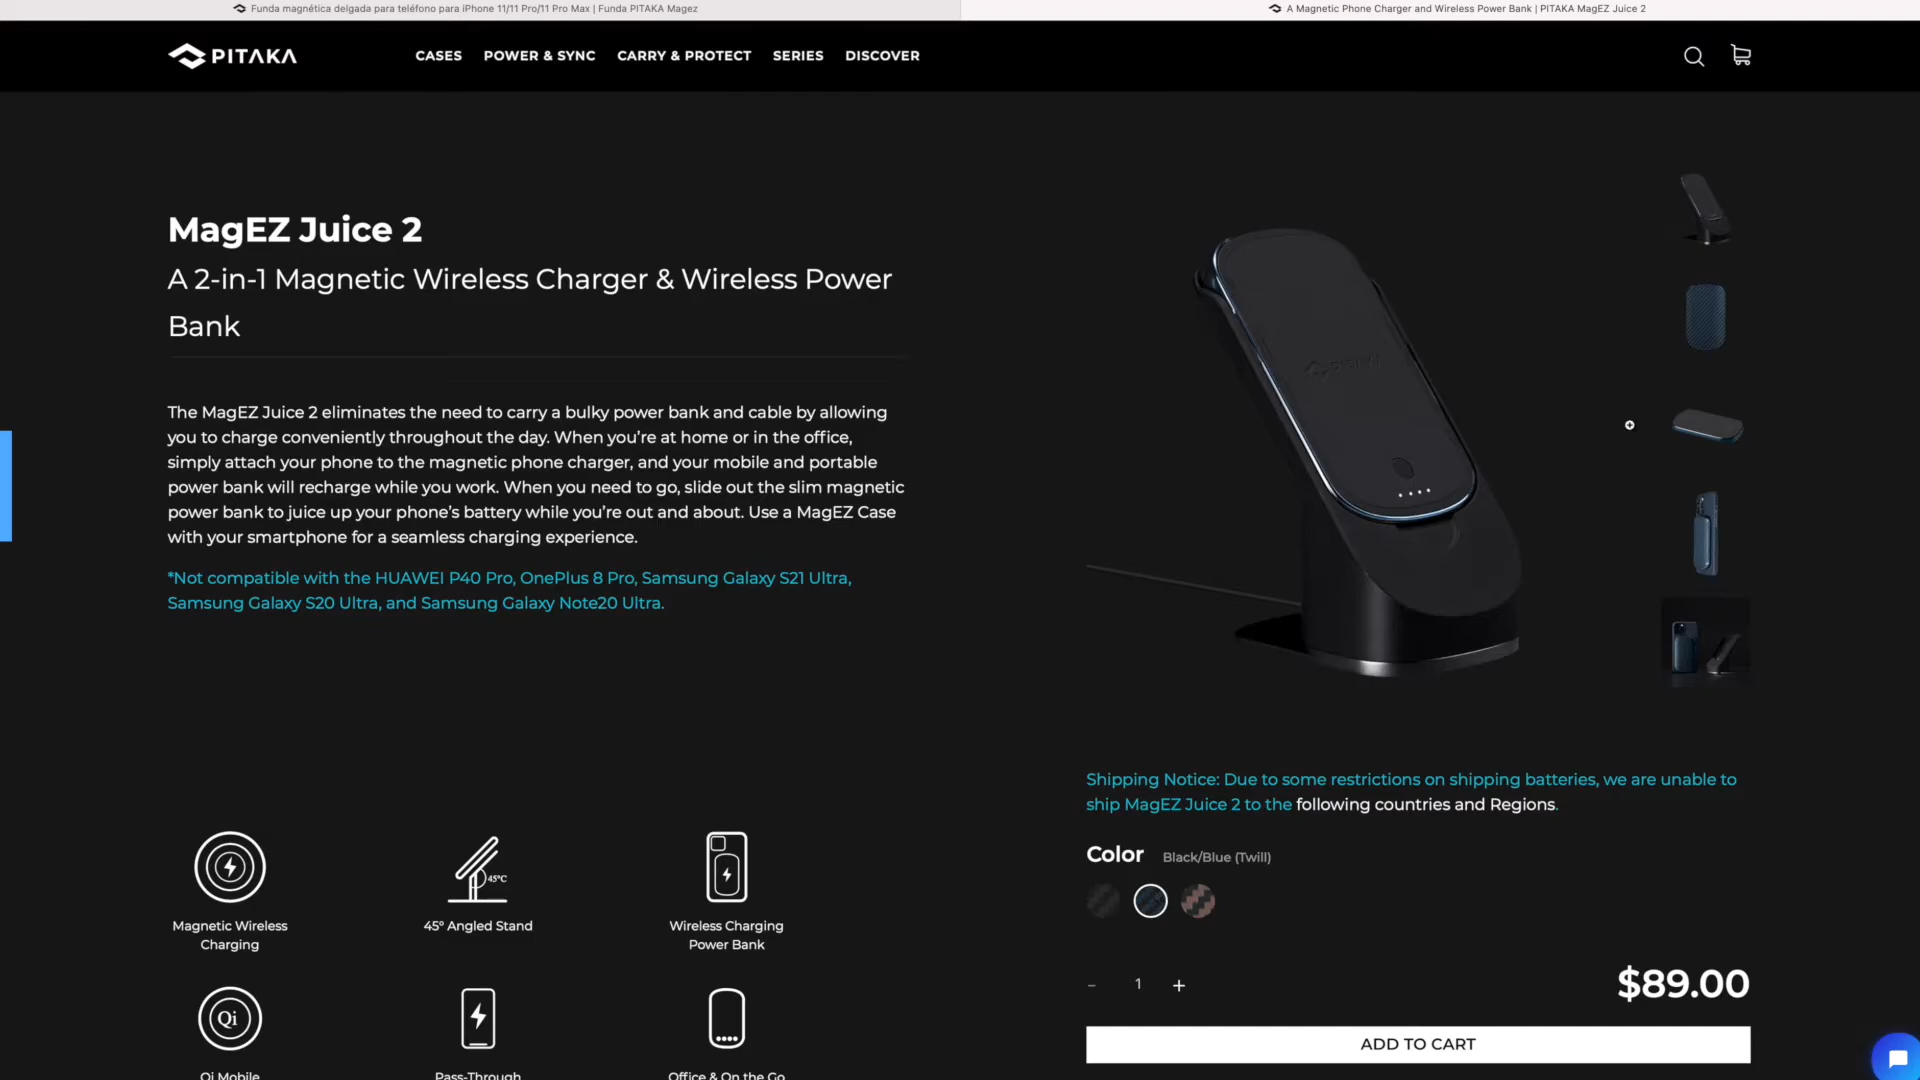 Funda magnética delgada para teléfono para iPhone 11/11 Pro/11 Pro Max | Funda PITAKA Magez
A Magnetic Phone Charger and Wireless Power Bank | PITAKA MagEZ Juice 2
PITAKA
CASES
POWER & SYNC
CARRY & PROTECT
SERIES
DISCOVER
MagEZ Juice 2
A 2-in-1 Magnetic Wireless Charger & Wireless Power
Bank
The MagEZ Juice 2 eliminates the need to carry a bulky power bank and cable by allowing
you to charge conveniently throughout the day. When you’re at home or in the office,
simply attach your phone to the magnetic phone charger, and your mobile and portable
power bank will recharge while you work. When you need to go, slide out the slim magnetic
power bank to juice up your phone’s battery while you’re out and about. Use a MagEZ Case
with your smartphone for a seamless charging experience.
*Not compatible with the HUAWEI P40 Pro, OnePlus 8 Pro, Samsung Galaxy S21 Ultra,
Samsung Galaxy S20 Ultra, and Samsung Galaxy Note20 Ultra.
PITAKA
45°C
Magnetic Wireless
Charging
45° Angled Stand
Wireless Charging
Power Bank
Qi
Qi Mobile
Pass-Through
Office & On the Go
Shipping Notice: Due to some restrictions on shipping batteries, we are unable to
ship MagEZ Juice 2 to the following countries and Regions.
Color Black/Blue (Twill)
- 1 +
$89.00
ADD TO CART